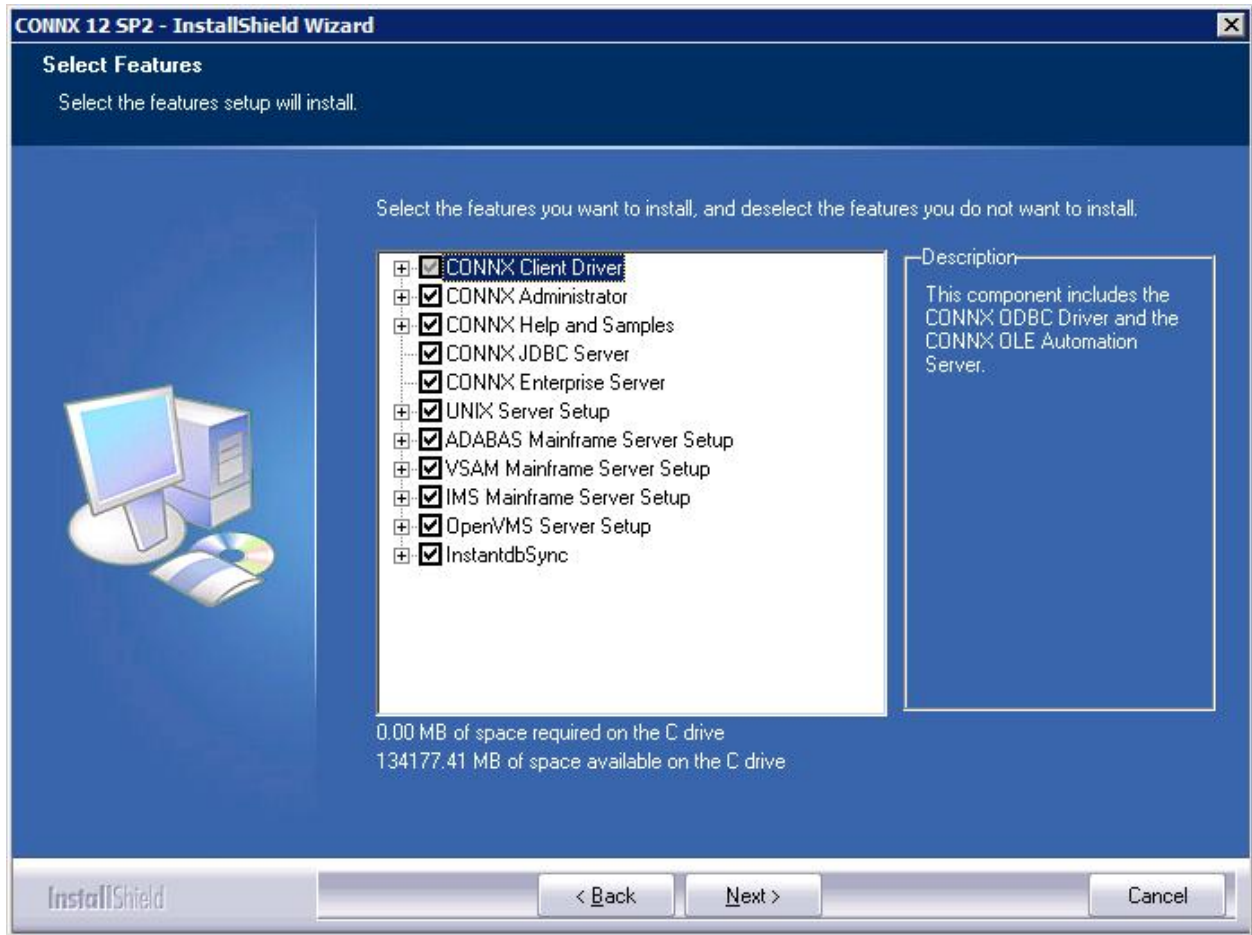 CONNX 12 SP2 - InstallShield Wizard
Select Features
Select the features setup will install.
Select the features you want to install, and deselect the features you do not want to install.
CONNX Client Driver
CONNX Administrator
CONNX Help and Samples
CONNX JDBC Server
CONNX Enterprise Server
UNIX Server Setup
ADABAS Mainframe Server Setup
VSAM Mainframe Server Setup
IMS Mainframe Server Setup
OpenVMS Server Setup
InstantdbSync
Description
This component includes the
CONNX ODBC Driver and the
CONNX OLE Automation
Server.
0.00 MB of space required on the C drive
134177.41 MB of space available on the C drive
InstallShield
< Back
Next >
Cancel